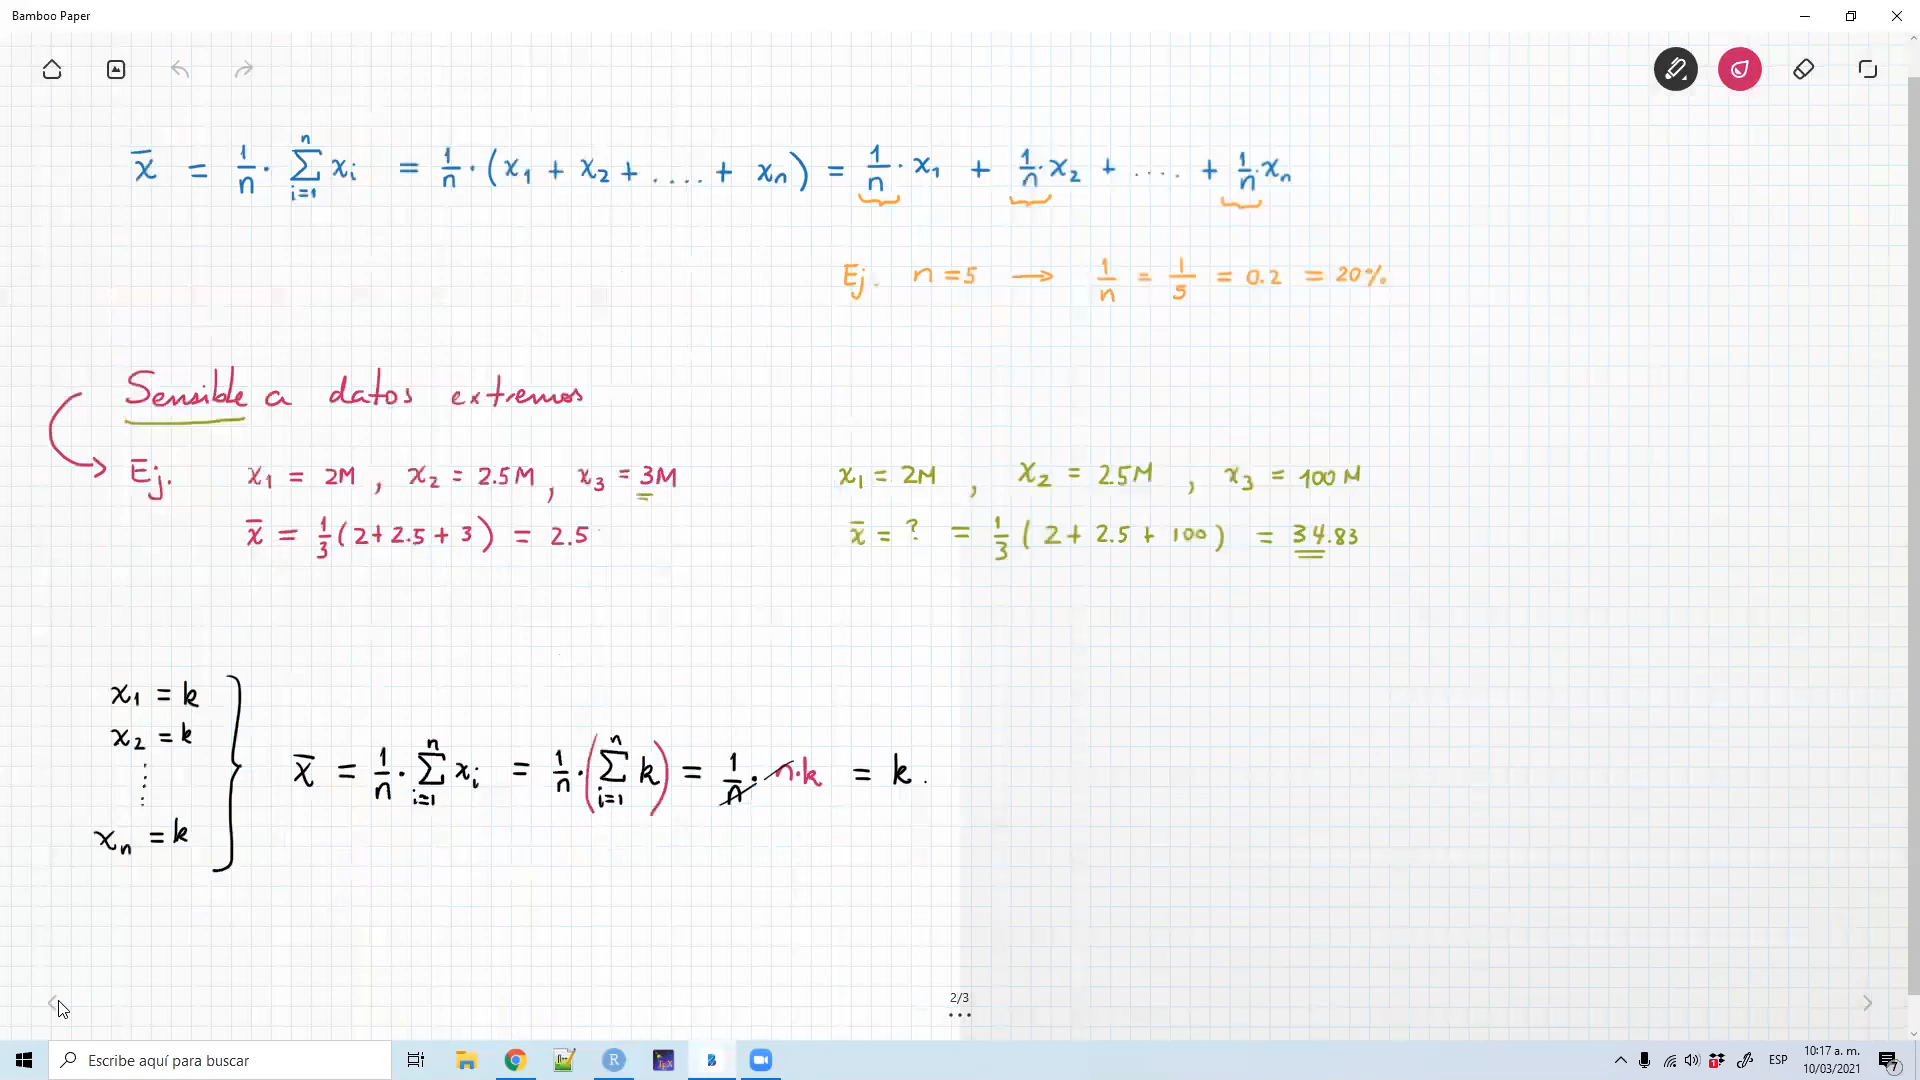 Bamboo Paper
x̄ = 1/n · ∑_{i=1}^{n} x_i = 1/n · (x_1 + x_2 + .... + x_n) = 1/n · x_1 + 1/n · x_2 + .... + 1/n · x_n
Ej. n = 5 → 1/n = 1/5 = 0.2 = 20%.
Sensible a datos extremos
Ej. x_1 = 2M , x_2 = 2.5M , x_3 = 3M
x̄ = 1/3 (2 + 2.5 + 3) = 2.5
x_1 = 2M , x_2 = 2.5M , x_3 = 100M
x̄ = ? = 1/3 (2 + 2.5 + 100) = 34.83
x_1 = k
x_2 = k
⋮
x_n = k
x̄ = 1/n · ∑_{i=1}^{n} x_i = 1/n · (∑_{i=1}^{n} k) = 1/n · n·k = k.
2/3
Escribe aquí para buscar
R
TEX
B
ESP
10:17 a. m.
10/03/2021
7